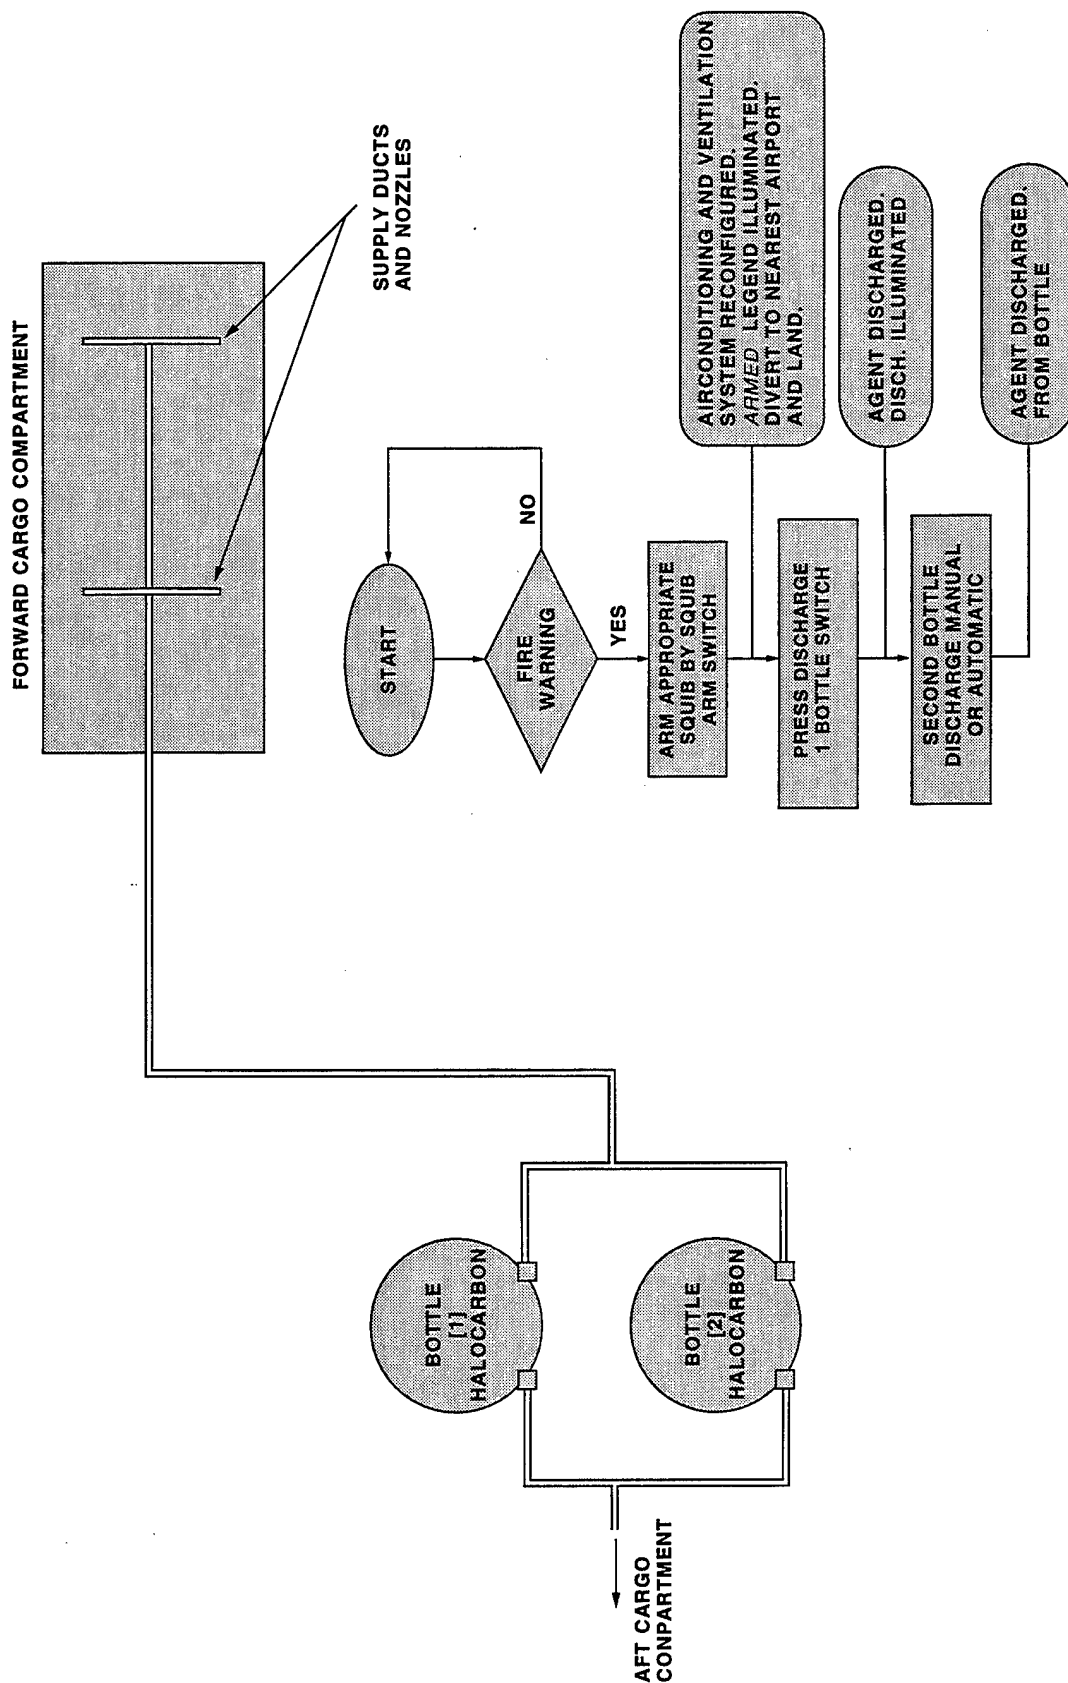 FORWARD CARGO COMPARTMENT
SUPPLY DUCTS
AND NOZZLES
START
FIRE
WARNING
NO
YES
ARM APPROPRIATE
SQUIB BY SQUIB
ARM SWITCH
AIRCONDITIONING AND VENTILATION
SYSTEM RECONFIGURED.
ARMED LEGEND ILLUMINATED.
DIVERT TO NEAREST AIRPORT
AND LAND.
PRESS DISCHARGE
1 BOTTLE SWITCH
AGENT DISCHARGED.
DISCH. ILLUMINATED
SECOND BOTTLE
DISCHARGE MANUAL
OR AUTOMATIC
AGENT DISCHARGED.
FROM BOTTLE
BOTTLE
[1]
HALOCARBON
BOTTLE
[2]
HALOCARBON
AFT CARGO
CONPARTMENT